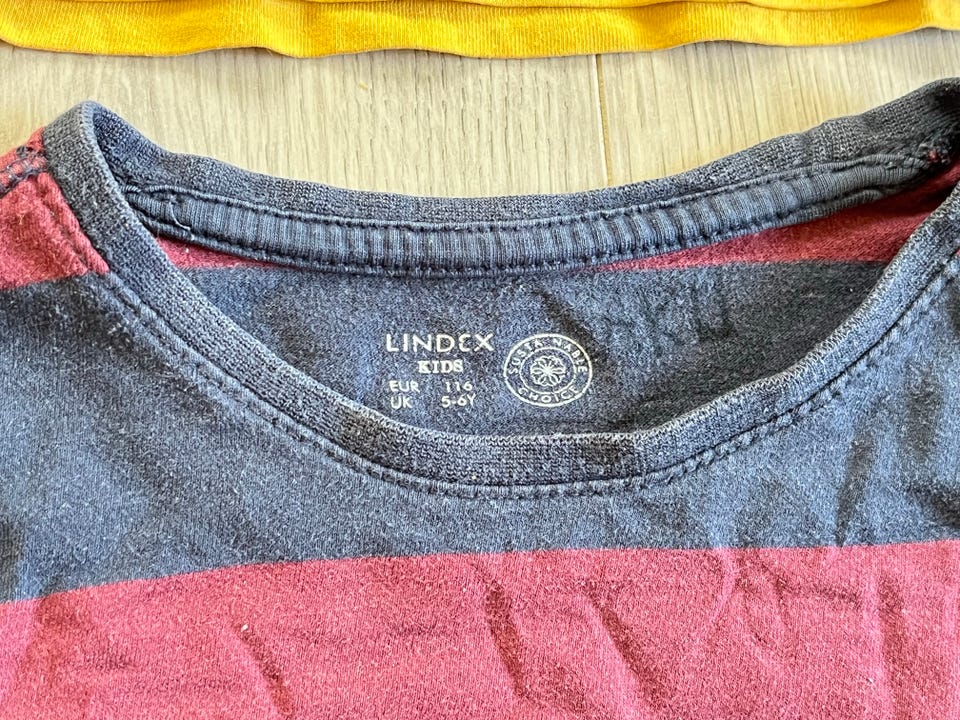 LINDEX
KIDS
EUR 116
UK 5-6Y
SUSTAINABLE
CHOICE